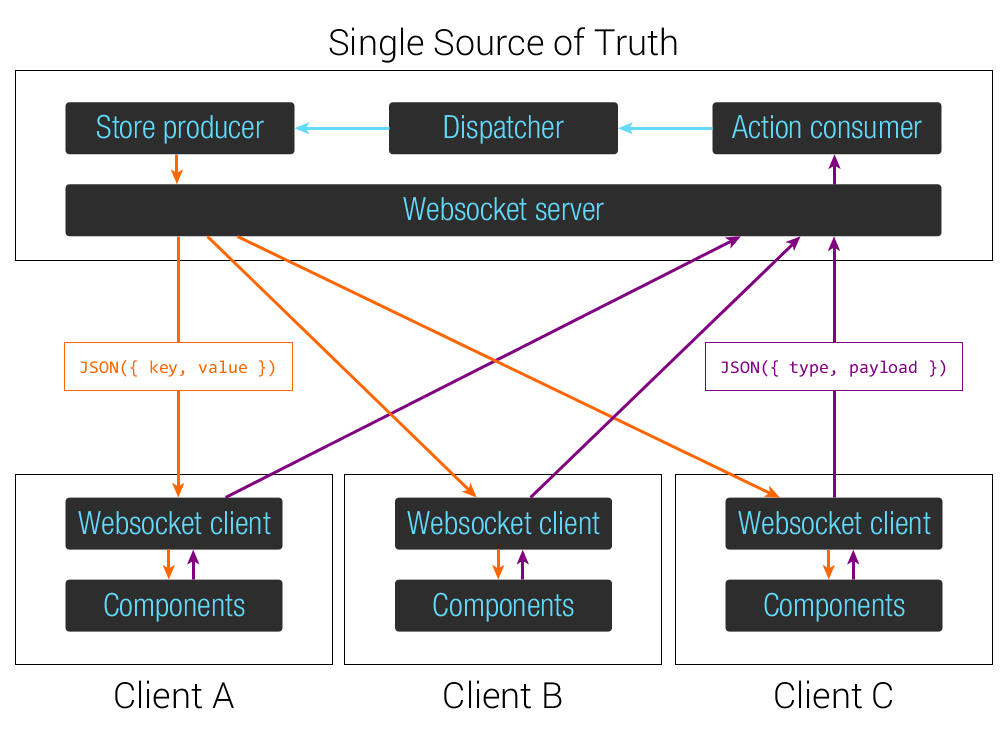 Single Source of Truth
Store producer
Dispatcher
Action consumer
Websocket server
JSON({ key, value })
JSON({ type, payload })
Websocket client
Websocket client
Websocket client
Components
Components
Components
Client A
Client B
Client C